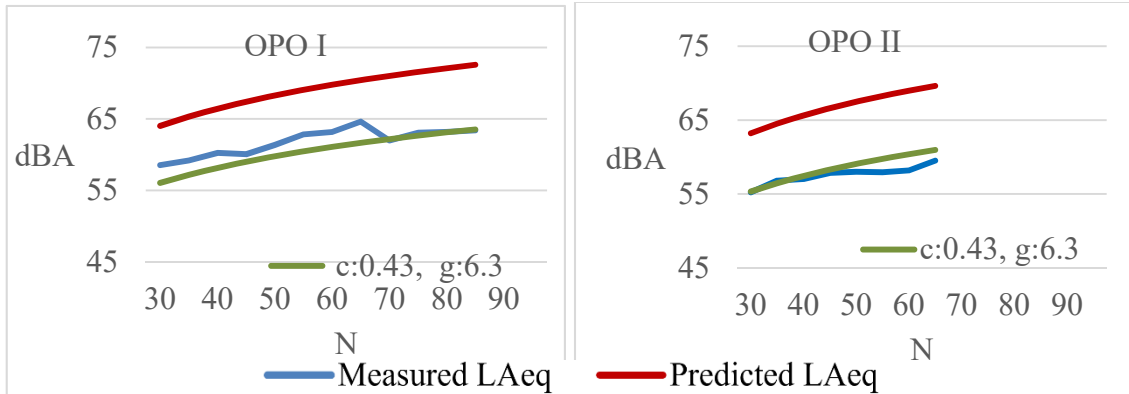 OPO I
75
65
dBA
55
45
c:0.43, g:6.3
30 40 50 60 70 80 90
N
OPO II
75
65
dBA
55
45
c:0.43, g:6.3
30 40 50 60 70 80 90
N
Measured LAeq Predicted LAeq